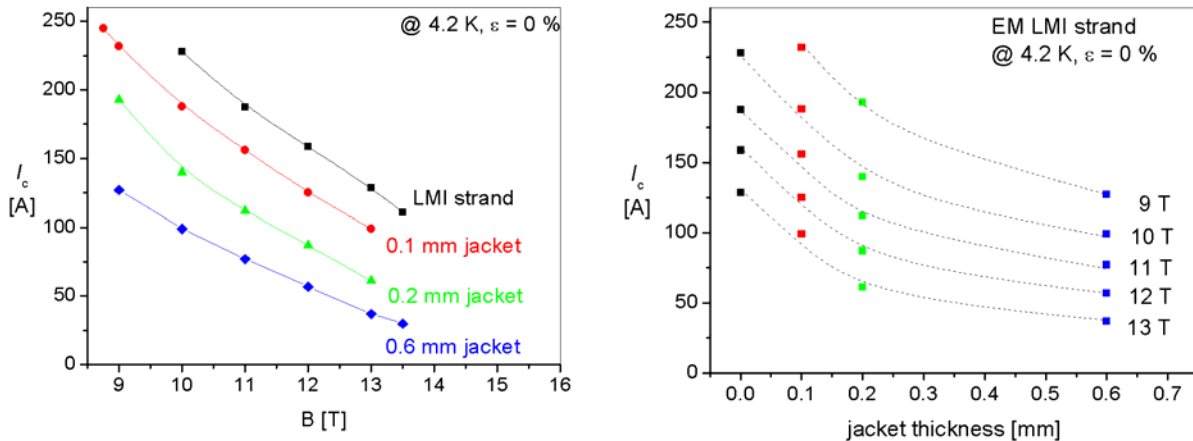 @ 4.2 K, ε = 0 %
250
200
150
100
50
0
I_c
[A]
LMI strand
0.1 mm jacket
0.2 mm jacket
0.6 mm jacket
9 10 11 12 13 14 15 16
B [T]
EM LMI strand
@ 4.2 K, ε = 0 %
250
200
150
100
50
0
I_c
[A]
9 T
10 T
11 T
12 T
13 T
0.0 0.1 0.2 0.3 0.4 0.5 0.6 0.7
jacket thickness [mm]